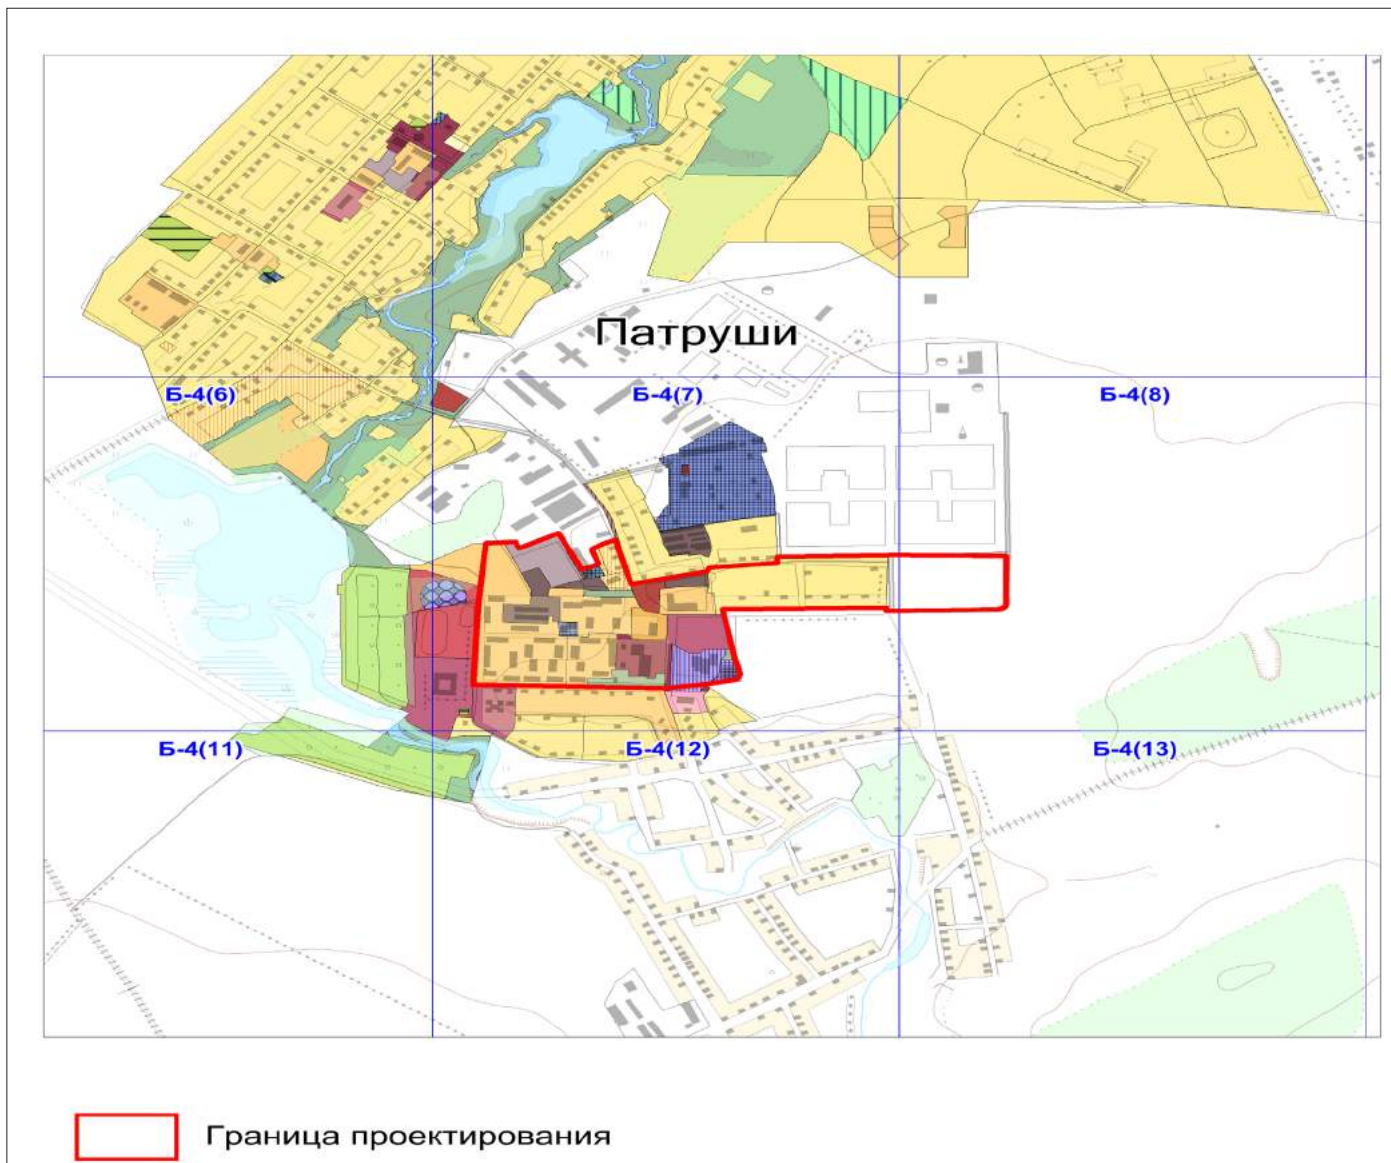 Патруши
Б-4(6)
Б-4(7)
Б-4(8)
Б-4(11)
Б-4(12)
Б-4(13)
Граница проектирования